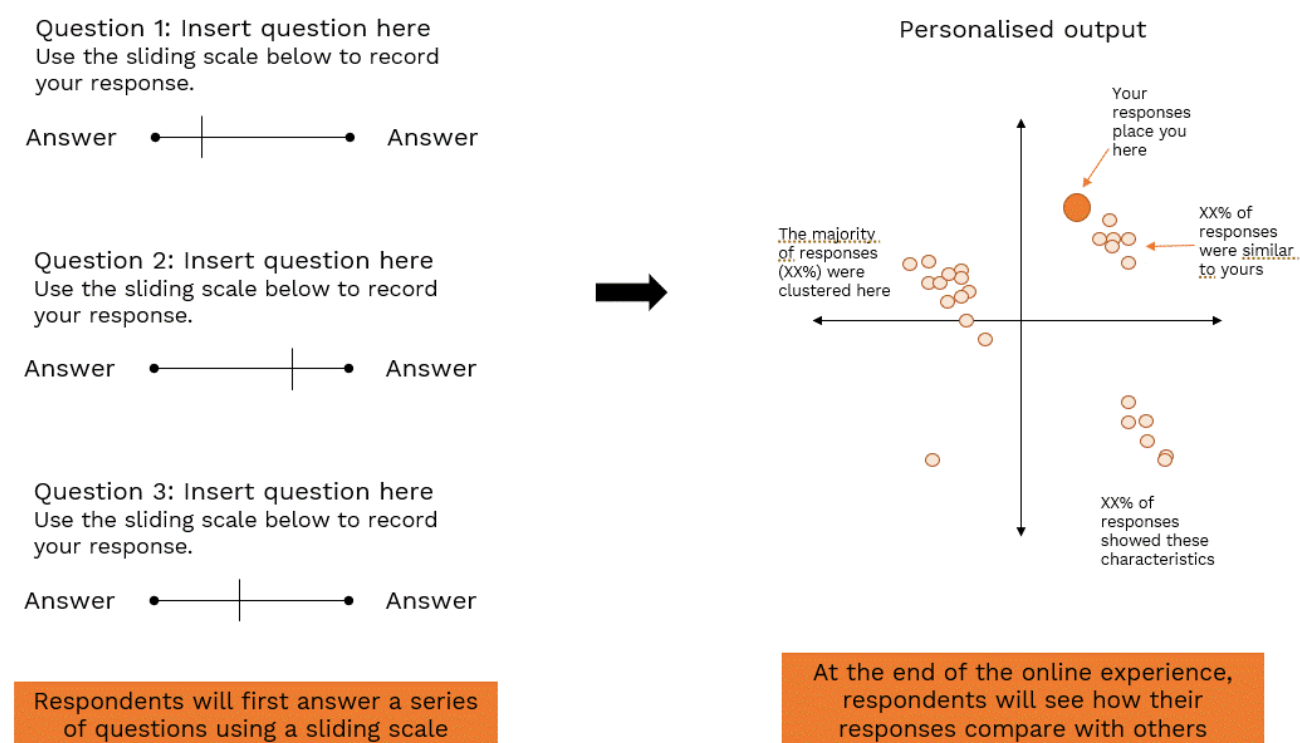 Question 1: Insert question here
Use the sliding scale below to record
your response.
Answer
Answer
Question 2: Insert question here
Use the sliding scale below to record
your response.
Answer
Answer
Question 3: Insert question here
Use the sliding scale below to record
your response.
Answer
Answer
Respondents will first answer a series
of questions using a sliding scale
Personalised output
Your
responses
place you
here
XX% of
responses
were similar
to yours
The majority
of responses
(XX%) were
clustered here
XX% of
responses
showed these
characteristics
At the end of the online experience,
respondents will see how their
responses compare with others